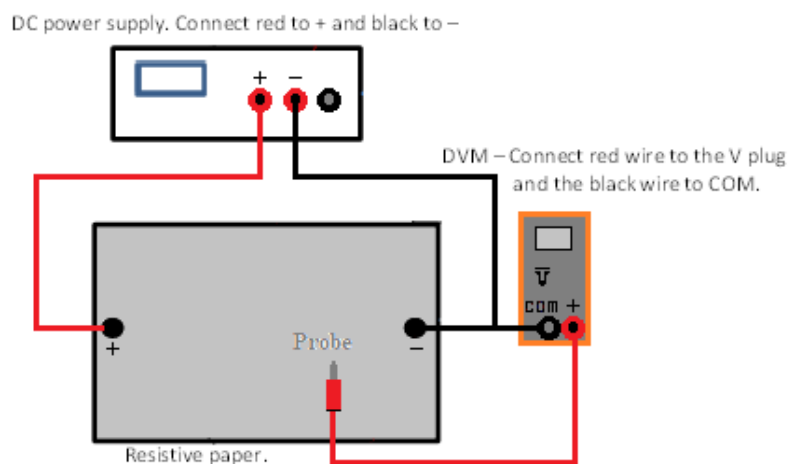 DC power supply. Connect red to + and black to –
+ –
DVM – Connect red wire to the V plug
and the black wire to COM.
V
com +
+
Probe
–
Resistive paper.